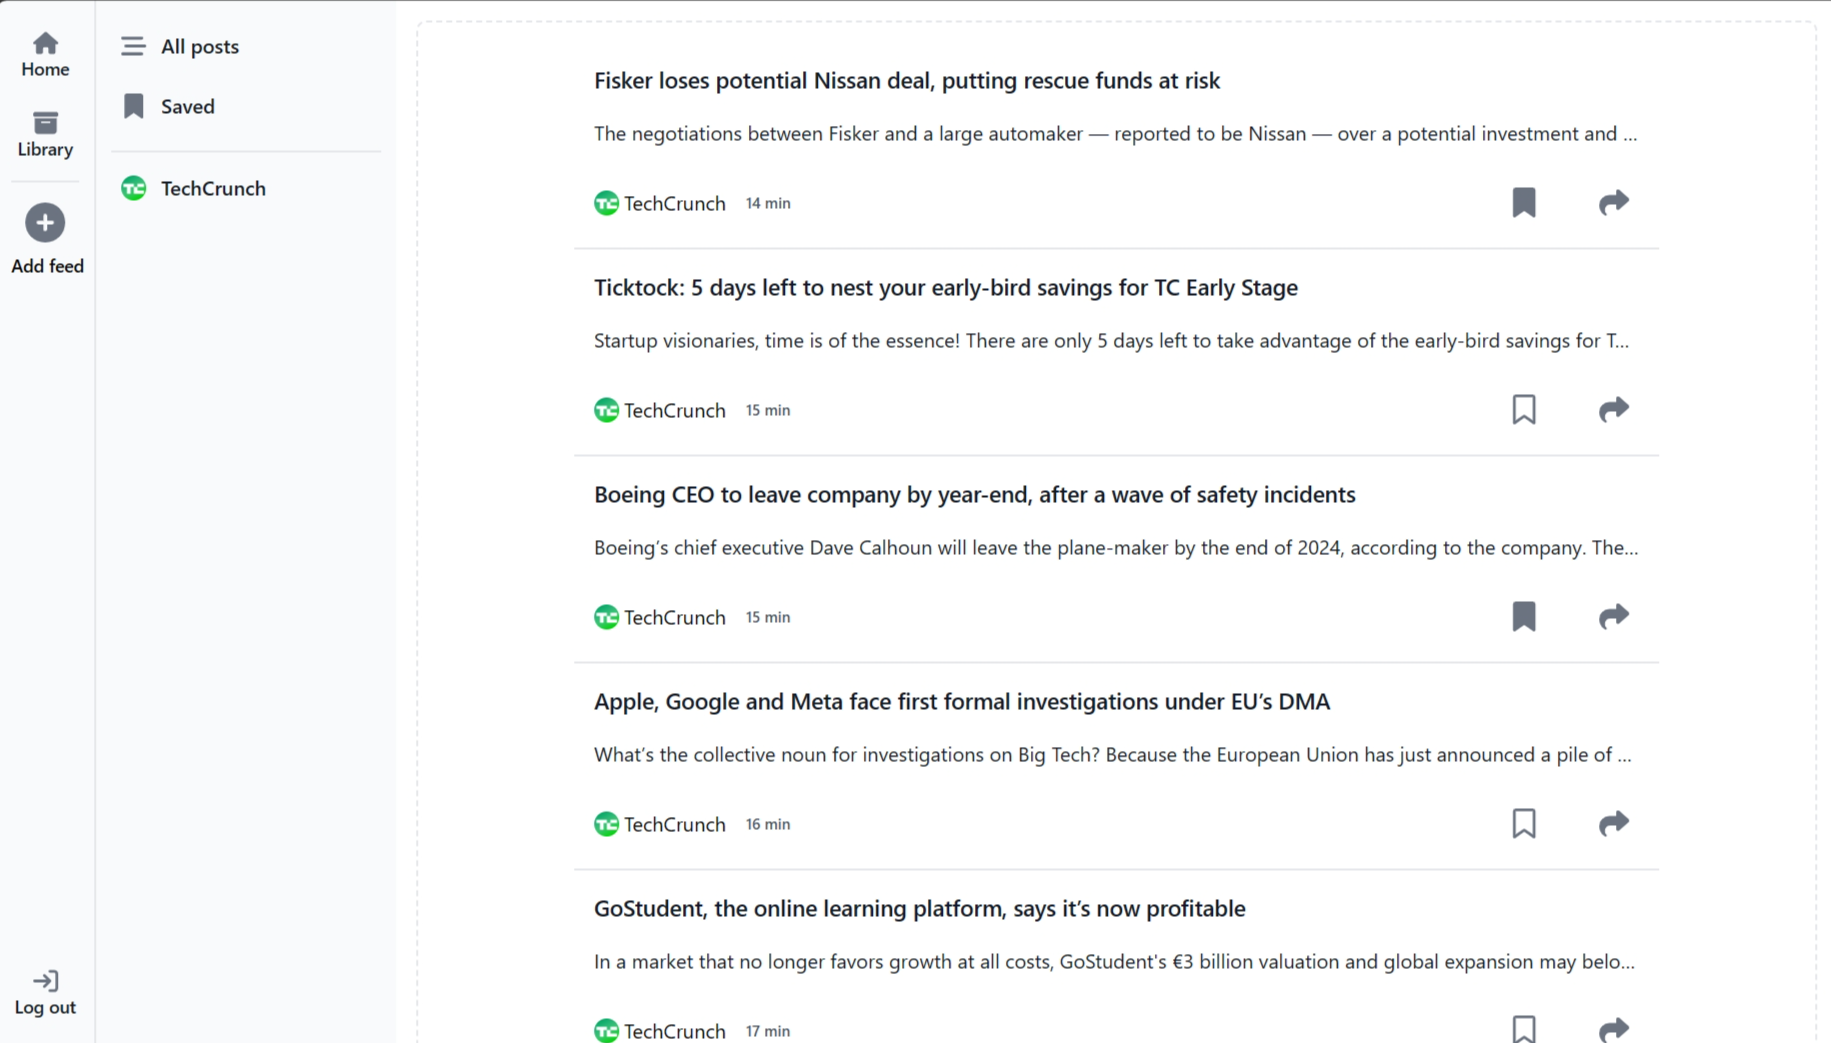 Home
Library
Add feed
Log out
All posts
Saved
TechCrunch
Fisker loses potential Nissan deal, putting rescue funds at risk
The negotiations between Fisker and a large automaker — reported to be Nissan — over a potential investment and ...
TC TechCrunch 14 min
Ticktock: 5 days left to nest your early-bird savings for TC Early Stage
Startup visionaries, time is of the essence! There are only 5 days left to take advantage of the early-bird savings for T...
TC TechCrunch 15 min
Boeing CEO to leave company by year-end, after a wave of safety incidents
Boeing’s chief executive Dave Calhoun will leave the plane-maker by the end of 2024, according to the company. The...
TC TechCrunch 15 min
Apple, Google and Meta face first formal investigations under EU’s DMA
What’s the collective noun for investigations on Big Tech? Because the European Union has just announced a pile of ...
TC TechCrunch 16 min
GoStudent, the online learning platform, says it’s now profitable
In a market that no longer favors growth at all costs, GoStudent's €3 billion valuation and global expansion may belo...
TC TechCrunch 17 min